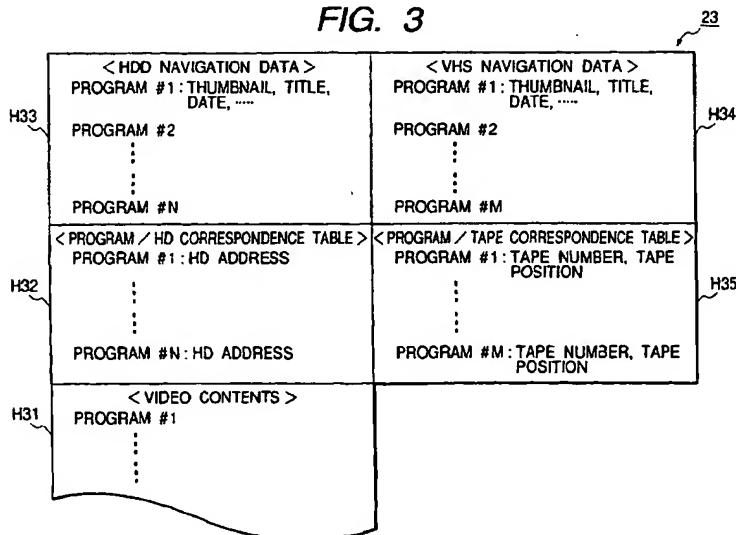 FIG. 3
23
< HDD NAVIGATION DATA >
PROGRAM #1 : THUMBNAIL, TITLE,
DATE, .....
PROGRAM #2
PROGRAM #N
H33
< VHS NAVIGATION DATA >
PROGRAM #1 : THUMBNAIL, TITLE,
DATE, .....
PROGRAM #2
PROGRAM #M
H34
< PROGRAM / HD CORRESPONDENCE TABLE >
PROGRAM #1 : HD ADDRESS
PROGRAM #N : HD ADDRESS
H32
< PROGRAM / TAPE CORRESPONDENCE TABLE >
PROGRAM #1 : TAPE NUMBER, TAPE
POSITION
PROGRAM #M : TAPE NUMBER, TAPE
POSITION
H35
< VIDEO CONTENTS >
PROGRAM #1
H31